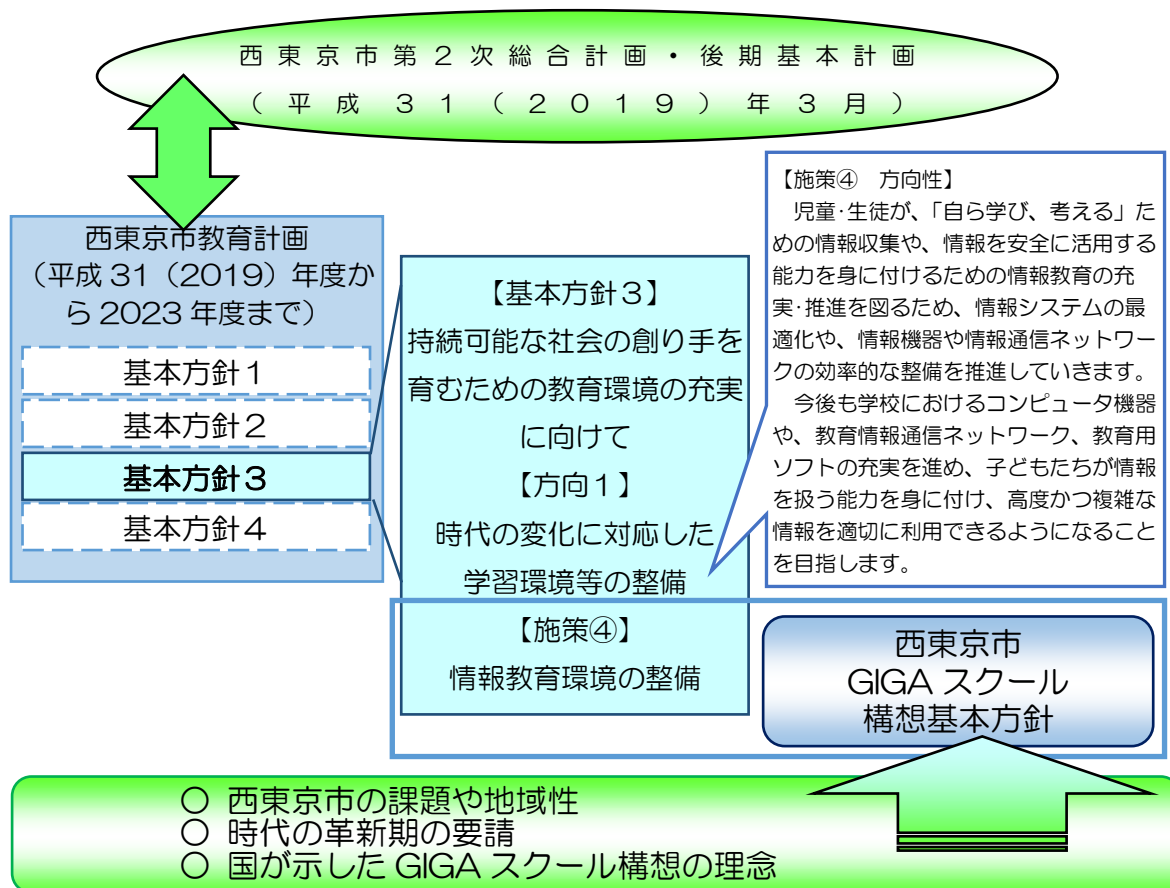 西東京市第2次総合計画・後期基本計画
（平成31（2019）年3月）
西東京市教育計画
（平成31（2019）年度か
ら2023年度まで）
基本方針1
基本方針2
基本方針3
基本方針4
【基本方針3】
持続可能な社会の創り手を
育むための教育環境の充実
に向けて
【方向1】
時代の変化に対応した
学習環境等の整備
【施策④】
情報教育環境の整備
【施策④　方向性】
　児童・生徒が、「自ら学び、考える」た
めの情報収集や、情報を安全に活用する
能力を身に付けるための情報教育の充
実・推進を図るため、情報システムの最
適化や、情報機器や情報通信ネットワー
クの効率的な整備を推進していきます。
　今後も学校におけるコンピュータ機器
や、教育情報通信ネットワーク、教育用
ソフトの充実を進め、子どもたちが情報
を扱う能力を身に付け、高度かつ複雑な
情報を適切に利用できるようになること
を目指します。
西東京市
GIGAスクール
構想基本方針
○ 西東京市の課題や地域性
○ 時代の革新期の要請
○ 国が示したGIGAスクール構想の理念